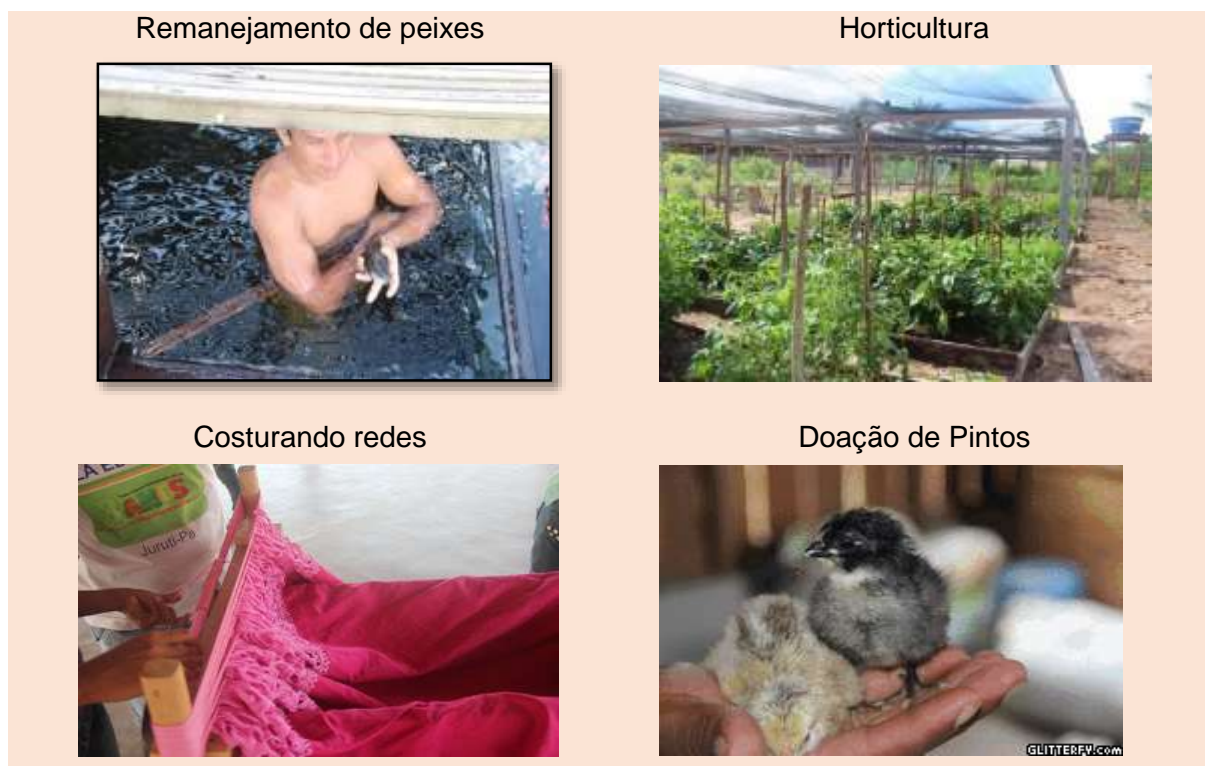 Remanejamento de peixes
Horticultura
Costurando redes
Doação de Pintos
Juruti-Pa
GLITTERFY.COM